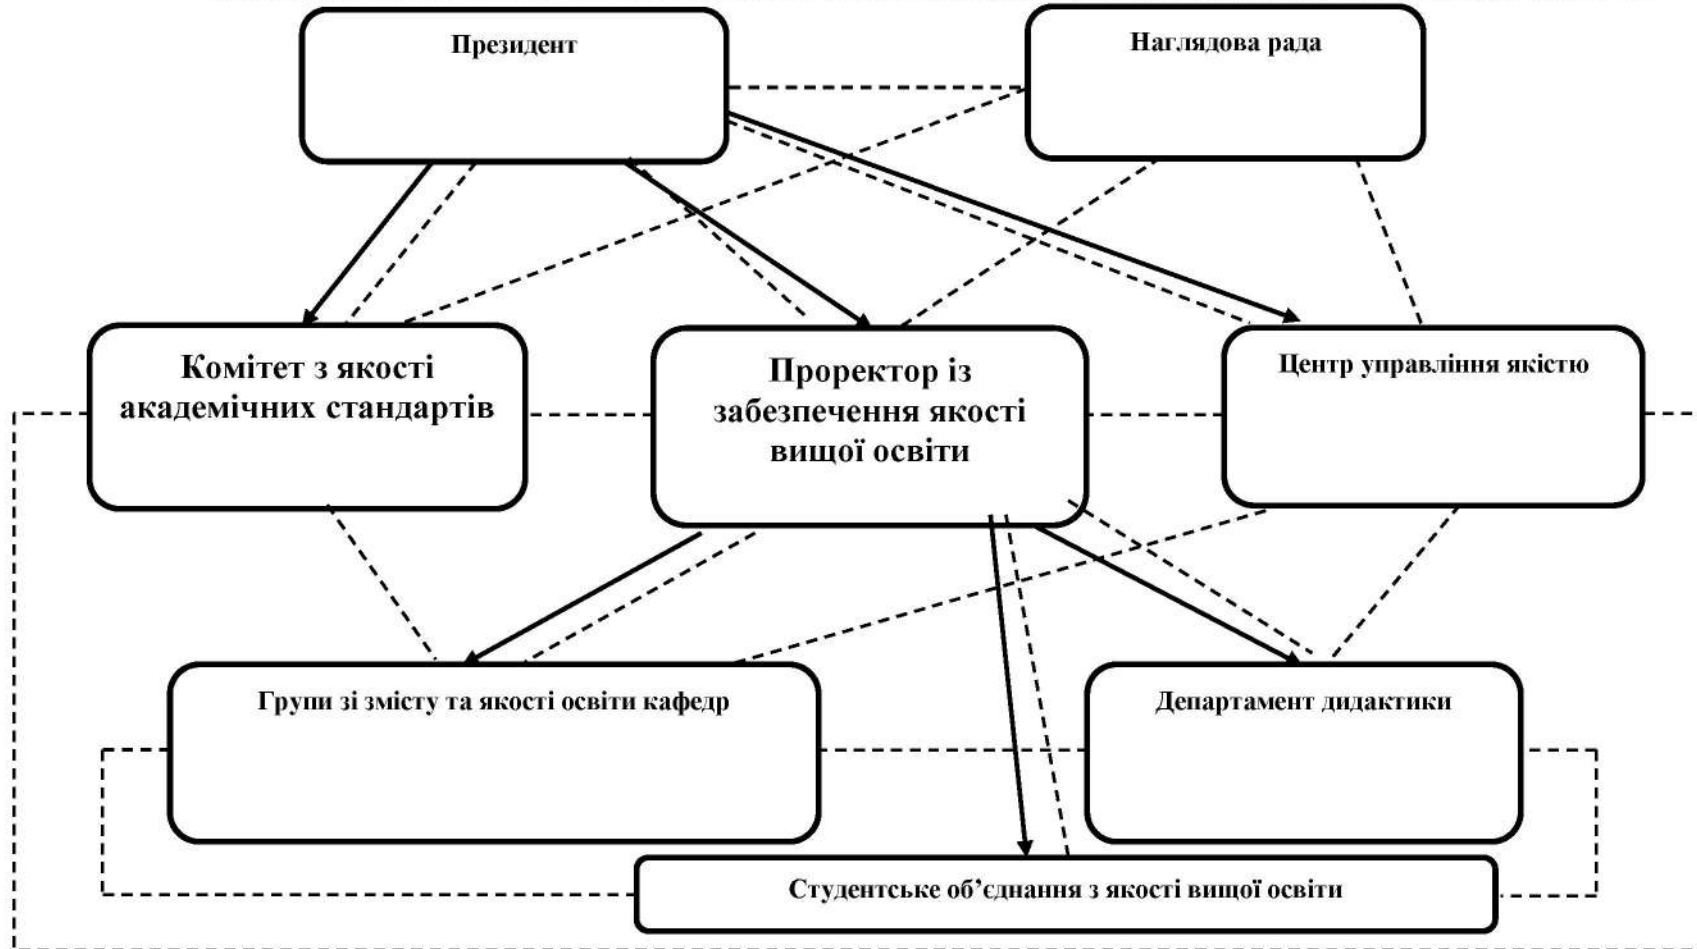 Президент
Наглядова рада
Комітет з якості
академічних стандартів
Проректор із
забезпечення якості
вищої освіти
Центр управління якістю
Групи зі змісту та якості освіти кафедр
Департамент дидактики
Студентське об’єднання з якості вищої освіти